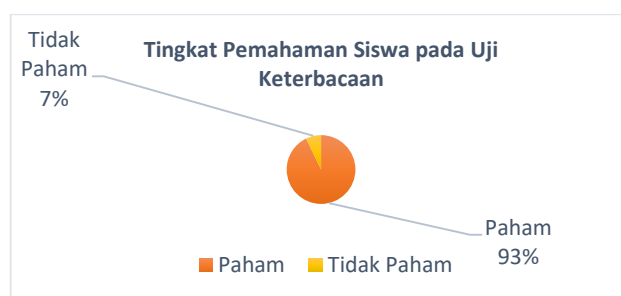 Tingkat Pemahaman Siswa pada Uji
Keterbacaan
Tidak
Paham
7%
Paham
93%
Paham
Tidak Paham